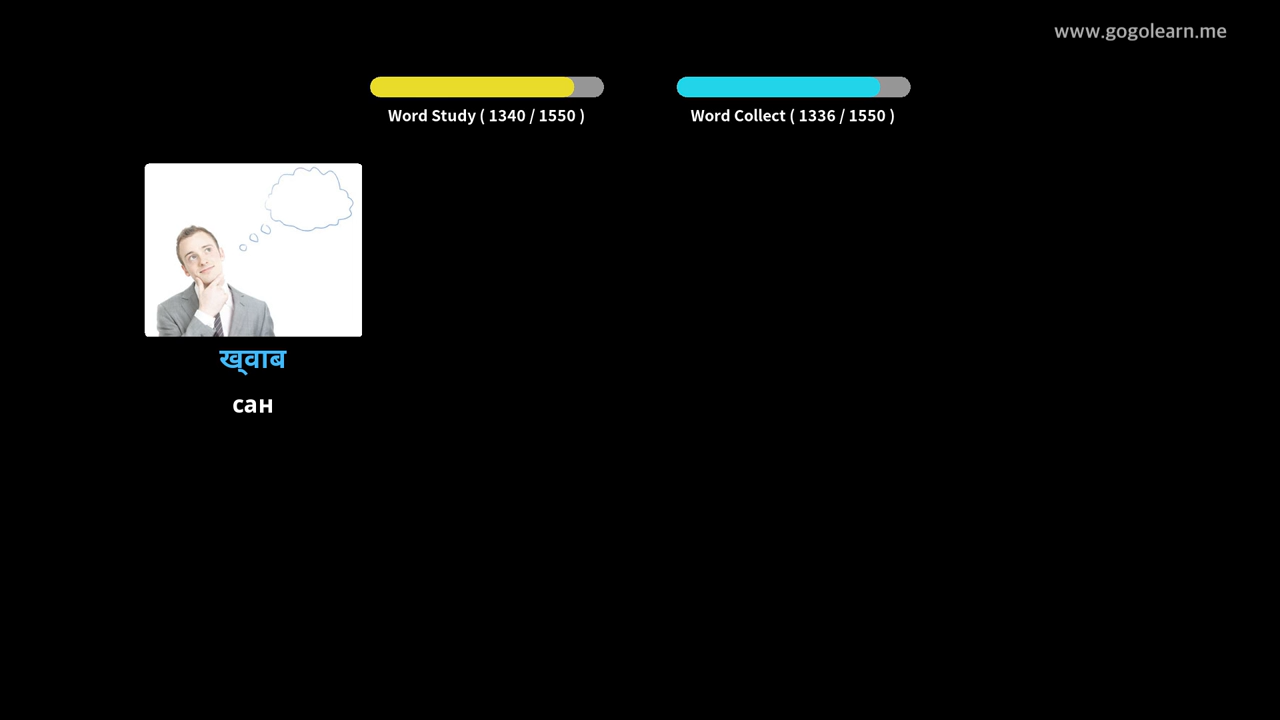 www.gogolearn.me
Word Study ( 1340 / 1550 )
Word Collect ( 1336 / 1550 )
ख्वाब
сан